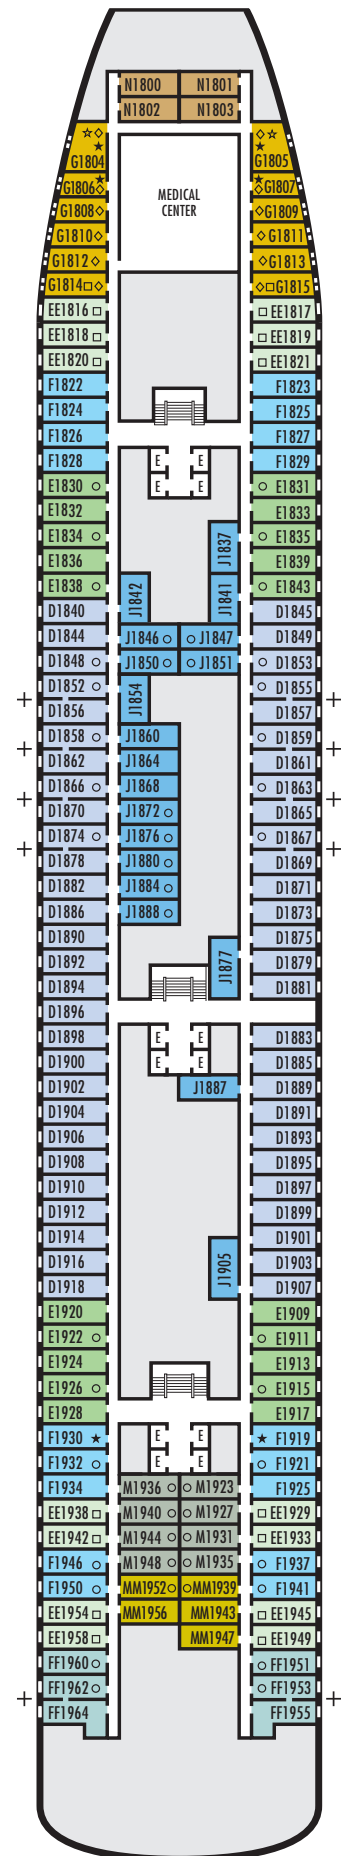 N1800 N1801
N1802 N1803
G1804 G1805
G1806 G1807
MEDICAL
CENTER
G1808 G1809
G1810 G1811
G1812 G1813
G1814 G1815
EE1816 EE1817
EE1818 EE1819
EE1820 EE1821
F1822 F1823
F1824 F1825
F1826 F1827
F1828 E E F1829
E1830 E E E1831
E1832 E1833
E1834 J1837 E1835
E1836 E1839
E1838 J1842 J1841 E1843
D1840 D1845
D1844 J1846 J1847 D1849
D1848 J1850 J1851 D1853
D1852 J1854 D1855
D1856 D1857
D1858 J1860 D1859
D1862 J1864 D1861
D1866 J1868 D1863
D1870 J1872 D1865
D1874 J1876 D1867
D1878 J1880 D1869
D1882 J1884 D1871
D1886 J1888 D1873
D1890 D1875
D1892 J1877 D1879
D1894 D1881
D1896
D1898 E E D1883
D1900 E E D1885
D1902 J1887 D1889
D1904 D1891
D1906 D1893
D1908 D1895
D1910 D1897
D1912 D1899
D1914 D1901
D1916 J1905 D1903
D1918 D1907
E1920 E1909
E1922 E1911
E1924 E1913
E1926 E1915
E1928 E1917
F1930 E E F1919
F1932 E E F1921
F1934 M1936 M1923 F1925
EE1938 M1940 M1927 EE1929
EE1942 M1944 M1931 EE1933
F1946 M1948 M1935 F1937
F1950 MM1952 MM1939 F1941
EE1954 MM1956 MM1943 EE1945
EE1958 MM1947 EE1949
FF1960 FF1951
FF1962 FF1953
FF1964 FF1955